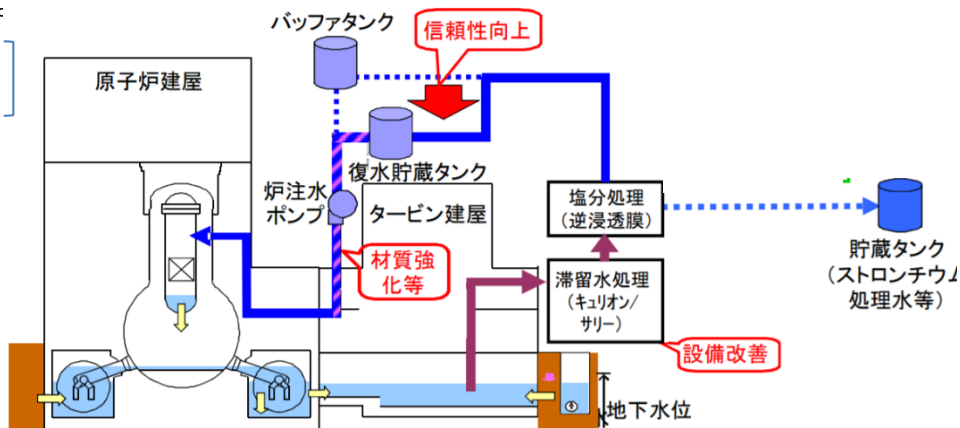 バッファタンク
信頼性向上
原子炉建屋
復水貯蔵タンク
炉注水
ポンプ
タービン建屋
塩分処理
(逆浸透膜)
貯蔵タンク
(ストロンチウム
処理水等)
材質強
化等
滞留水処理
(キュリオン/
サリー)
設備改善
地下水位